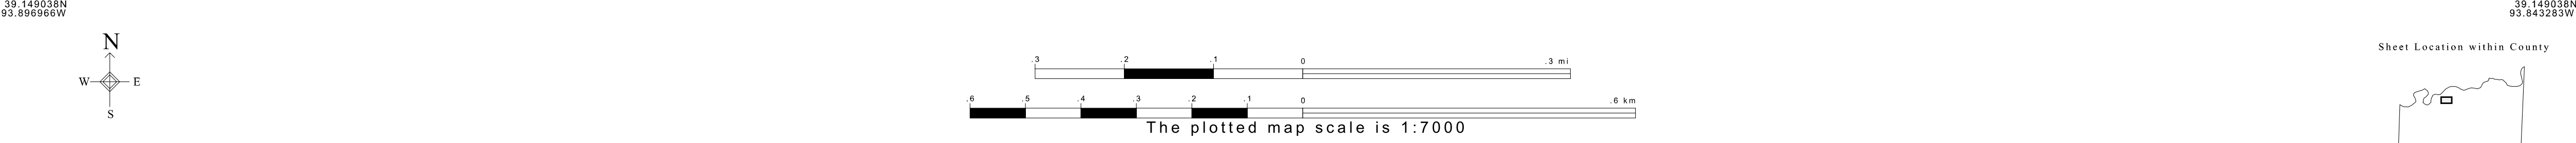 39.149038N
93.896966W
39.149038N
93.843283W
N
W E
S
.3 .2 .1 0 .3 mi
.6 .5 .4 .3 .2 .1 0 .6 km
The plotted map scale is 1:7000
Sheet Location within County